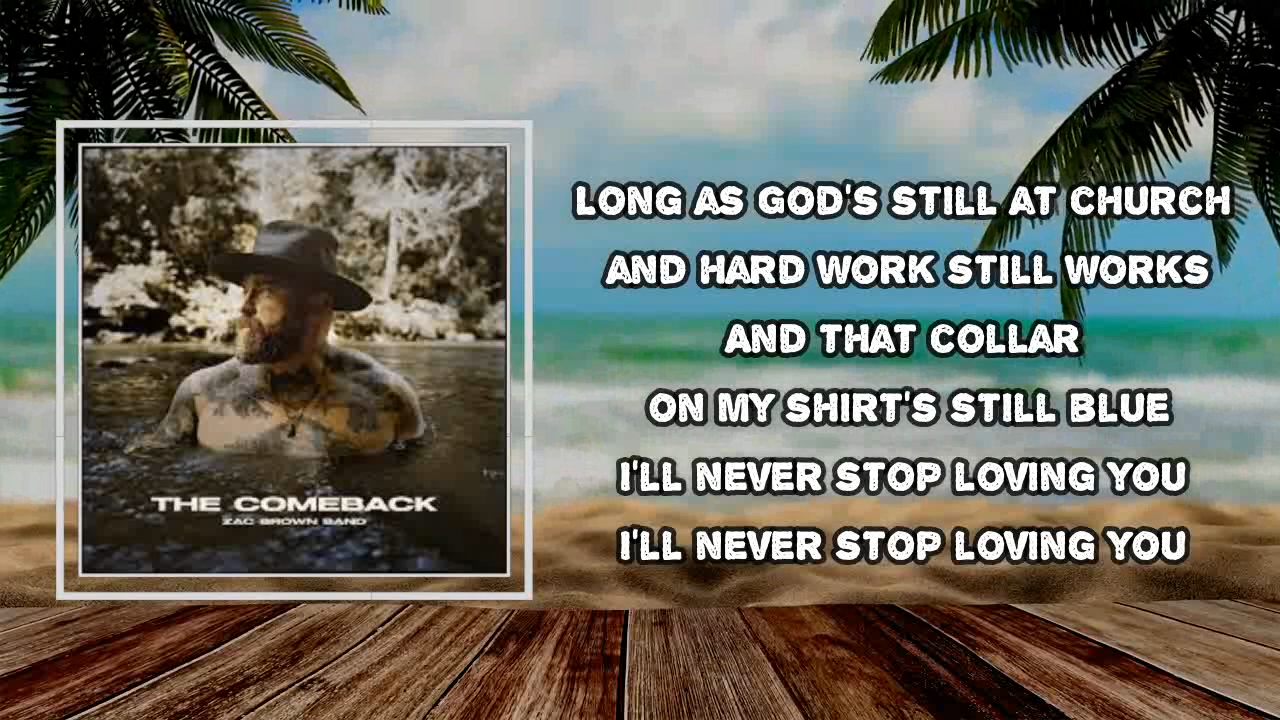 THE COMEBACK
ZAC BROWN BAND
LONG AS GOD'S STILL AT CHURCH
AND HARD WORK STILL WORKS
AND THAT COLLAR
ON MY SHIRT'S STILL BLUE
I'LL NEVER STOP LOVING YOU
I'LL NEVER STOP LOVING YOU